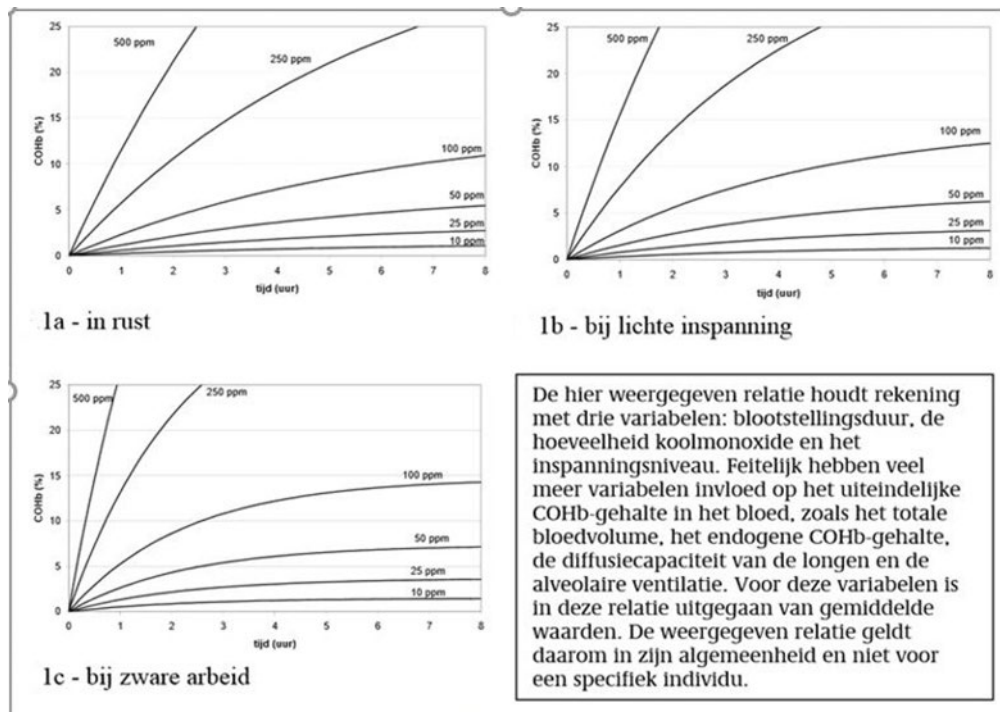 25
20
15
10
5
0
COHb (%)
500 ppm
250 ppm
100 ppm
50 ppm
25 ppm
10 ppm
0 1 2 3 4 5 6 7 8
tijd (uur)
1a - in rust
25
20
15
10
5
0
COHb (%)
500 ppm
250 ppm
100 ppm
50 ppm
25 ppm
10 ppm
0 1 2 3 4 5 6 7 8
tijd (uur)
1b - bij lichte inspanning
25
20
15
10
5
0
COHb (%)
500 ppm
250 ppm
100 ppm
50 ppm
25 ppm
10 ppm
0 1 2 3 4 5 6 7 8
tijd (uur)
1c - bij zware arbeid
De hier weergegeven relatie houdt rekening
met drie variabelen: blootstellingsduur, de
hoeveelheid koolmonoxide en het
inspanningsniveau. Feitelijk hebben veel
meer variabelen invloed op het uiteindelijke
COHb-gehalte in het bloed, zoals het totale
bloedvolume, het endogene COHb-gehalte,
de diffusiecapaciteit van de longen en de
alveolaire ventilatie. Voor deze variabelen is
in deze relatie uitgegaan van gemiddelde
waarden. De weergegeven relatie geldt
daarom in zijn algemeenheid en niet voor
een specifiek individu.